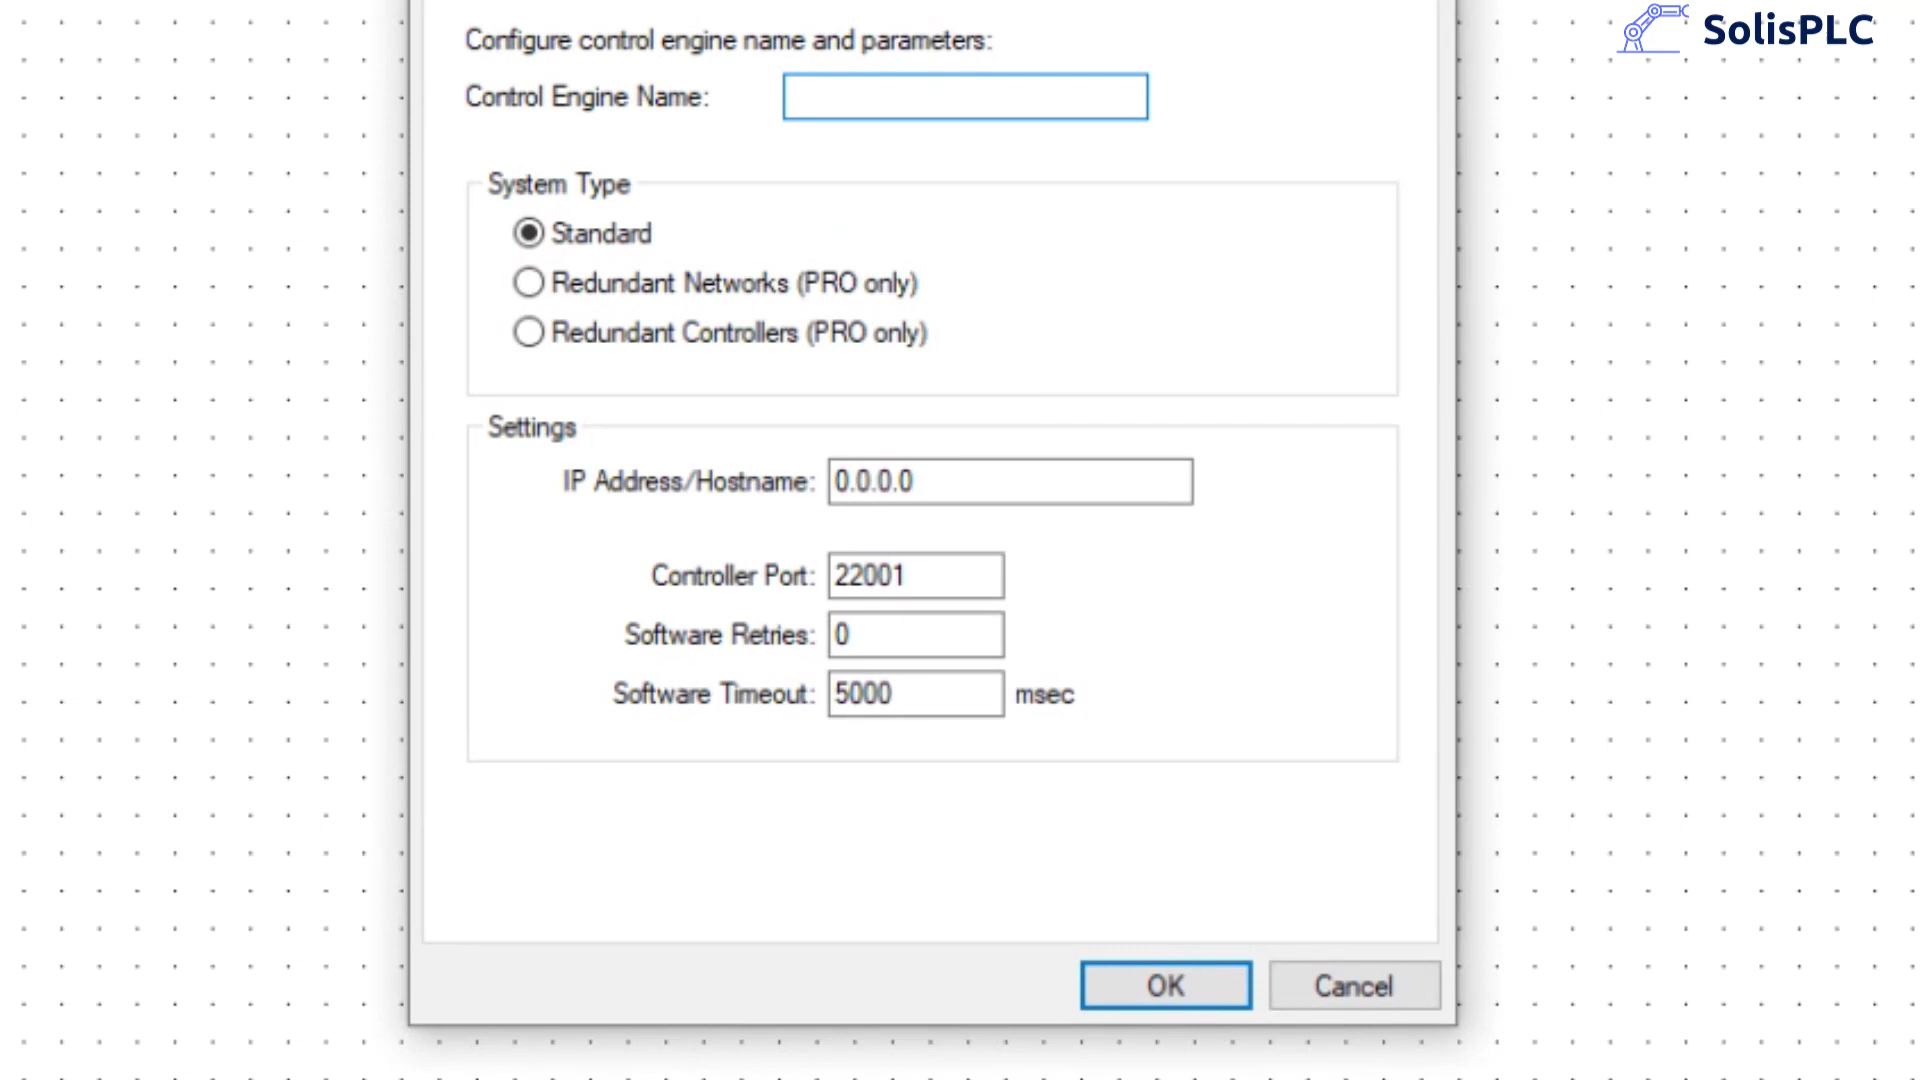 SolisPLC
Configure control engine name and parameters:
Control Engine Name:
System Type
Standard
Redundant Networks (PRO only)
Redundant Controllers (PRO only)
Settings
IP Address/Hostname: 0.0.0.0
Controller Port: 22001
Software Retries: 0
Software Timeout: 5000 msec
OK Cancel